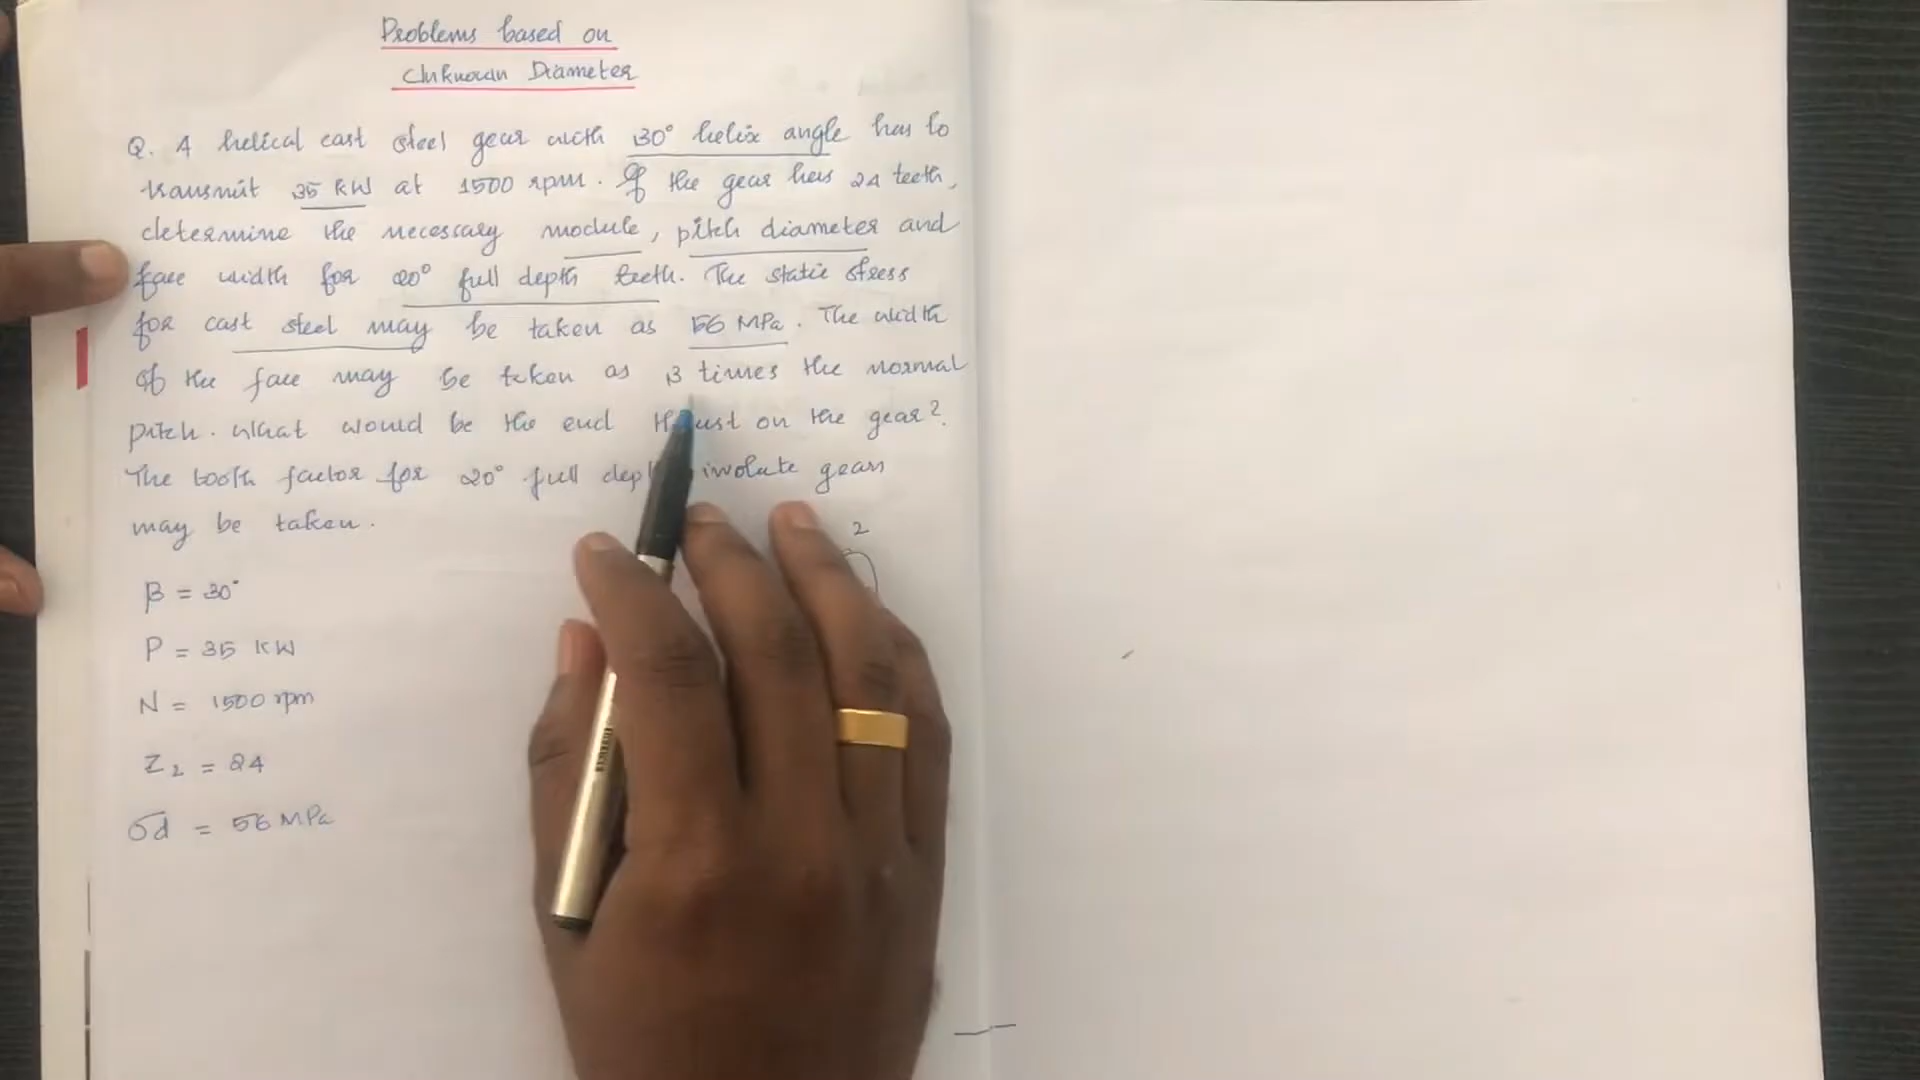 Problems based on
Unknown Diameter
Q. A helical cast steel gear with 30° helix angle has to
transmit 35 KW at 1500 rpm. If the gear has 24 teeth,
determine the necessary module, pitch diameter and
face width for 20° full depth teeth. The static stress
for cast steel may be taken as 56 MPa. The width
of the face may be taken as 3 times the normal
pitch. What would be the end thrust on the gear?
The tooth factor for 20° full depth involute gears
may be taken.
2
β = 30°
P = 35 KW
N = 1500 rpm
Z2 = 24
σd = 56 MPa